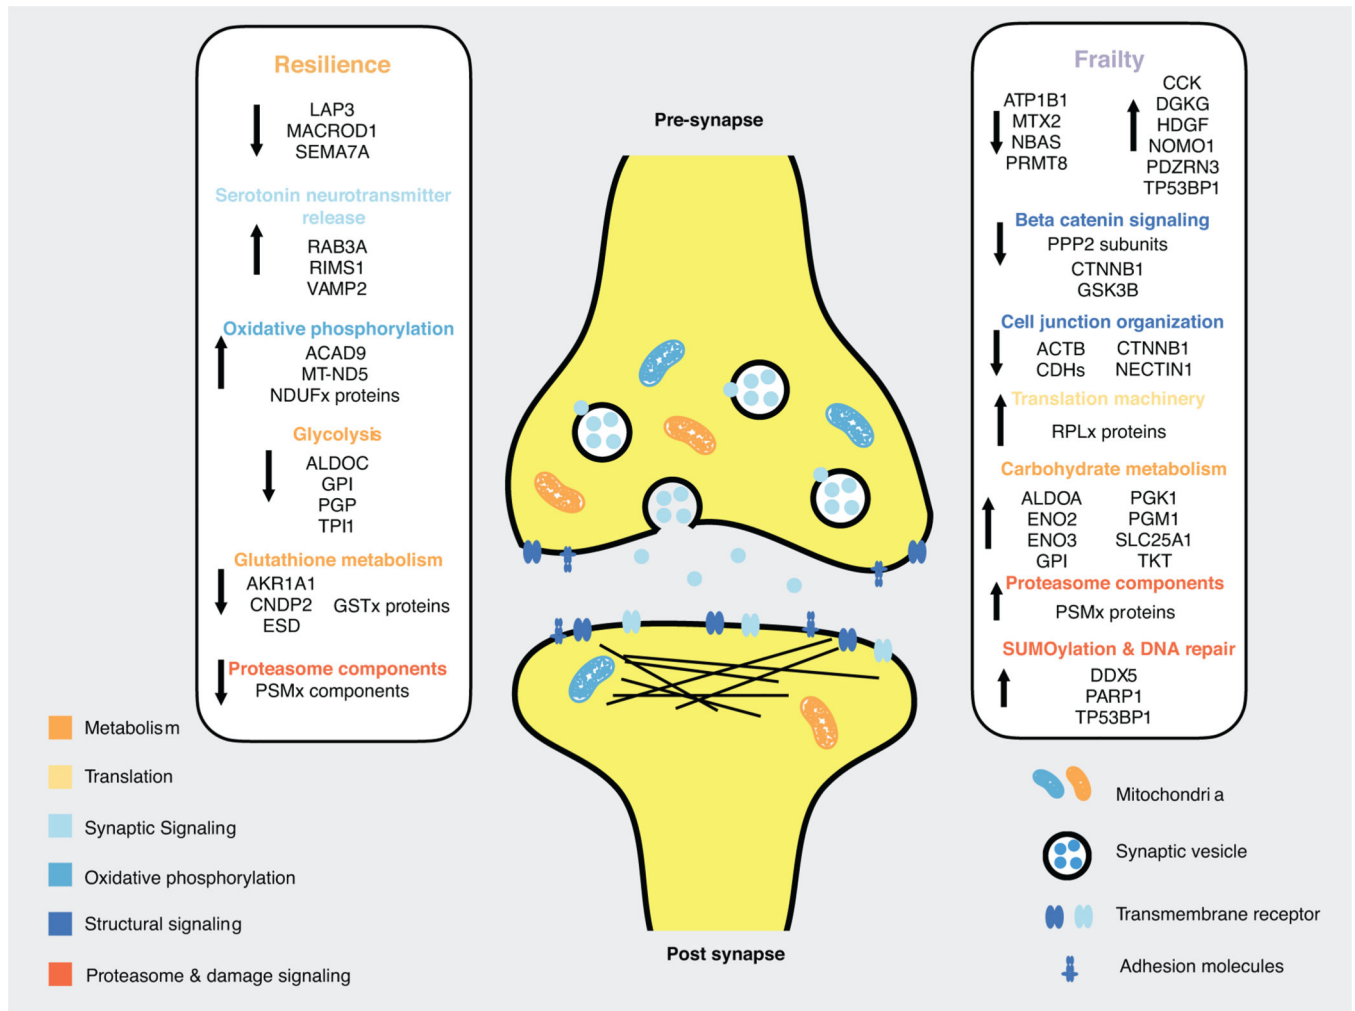 Resilience
LAP3
MACROD1
SEMA7A
Serotonin neurotransmitter
release
RAB3A
RIMS1
VAMP2
Oxidative phosphorylation
ACAD9
MT-ND5
NDUFx proteins
Glycolysis
ALDOC
GPI
PGP
TPI1
Glutathione metabolism
AKR1A1
CNDP2 GSTx proteins
ESD
Proteasome components
PSMx components
Metabolism
Translation
Synaptic Signaling
Oxidative phosphorylation
Structural signaling
Proteasome & damage signaling
Pre-synapse
Post synapse
Frailty
ATP1B1
MTX2
NBAS
PRMT8
CCK
DGKG
HDGF
NOMO1
PDZRN3
TP53BP1
Beta catenin signaling
PPP2 subunits
CTNNB1
GSK3B
Cell junction organization
ACTB CTNNB1
CDHs NECTIN1
Translation machinery
RPLx proteins
Carbohydrate metabolism
ALDOA PGK1
ENO2 PGM1
ENO3 SLC25A1
GPI TKT
Proteasome components
PSMx proteins
SUMOylation & DNA repair
DDX5
PARP1
TP53BP1
Mitochondria
Synaptic vesicle
Transmembrane receptor
Adhesion molecules